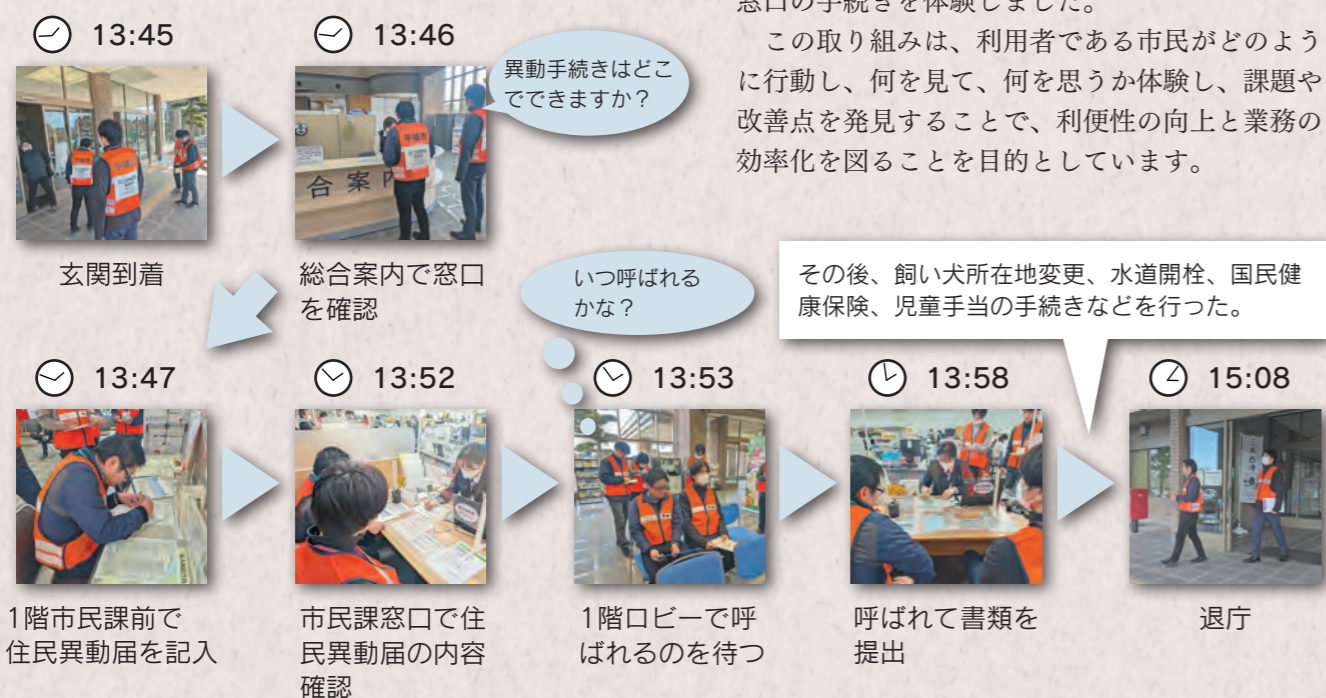 窓口の手続きを体験しました。
　この取り組みは、利用者である市民がどのよう
に行動し、何を見て、何を思うか体験し、課題や
改善点を発見することで、利便性の向上と業務の
効率化を図ることを目的としています。
13:45
玄関到着
13:46
異動手続きはどこ
でできますか？
合案内
総合案内で窓口
を確認
13:47
1階市民課前で
住民異動届を記入
13:52
市民課窓口で住
民異動届の内容
確認
いつ呼ばれる
かな？
13:53
1階ロビーで呼
ばれるのを待つ
13:58
呼ばれて書類を
提出
その後、飼い犬所在地変更、水道開栓、国民健
康保険、児童手当の手続きなどを行った。
15:08
退庁